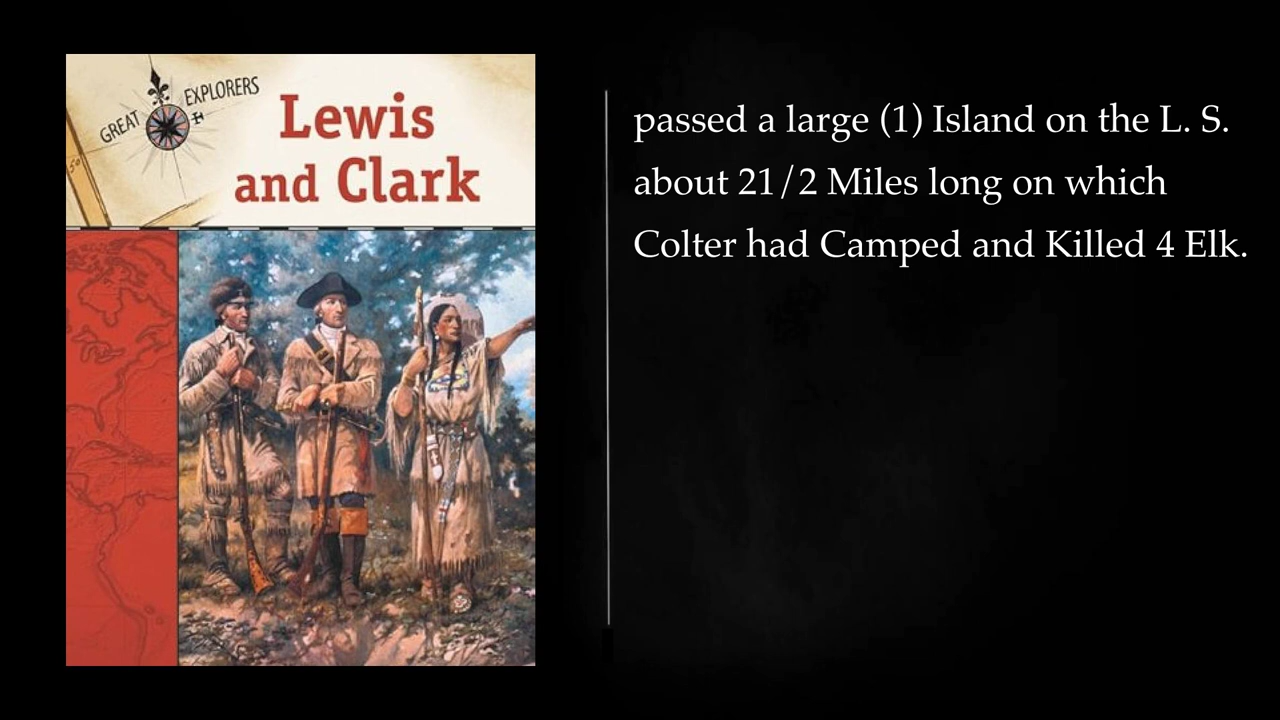 GREAT EXPLORERS
Lewis
and Clark
50
passed a large (1) Island on the L. S.
about 21/2 Miles long on which
Colter had Camped and Killed 4 Elk.